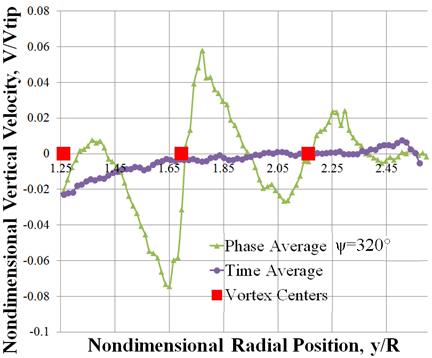 Nondimensional Vertical Velocity, V/Vtip
0.08
0.06
0.04
0.02
0
-0.02
-0.04
-0.06
-0.08
-0.1
1.25 1.45 1.65 1.85 2.05 2.25 2.45
Phase Average ψ=320°
Time Average
Vortex Centers
Nondimensional Radial Position, y/R